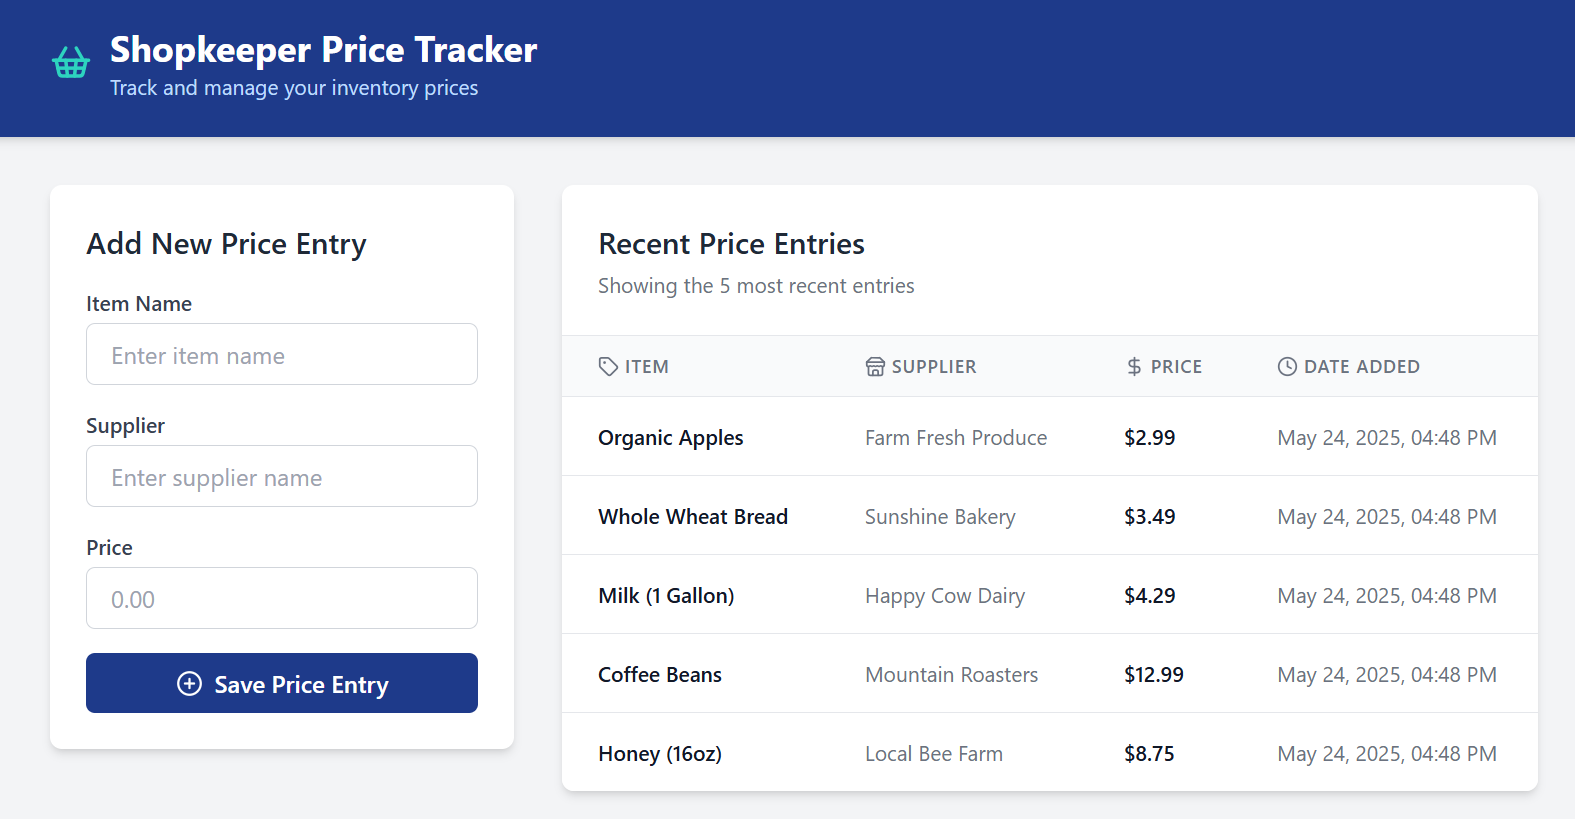 Shopkeeper Price Tracker
Track and manage your inventory prices
Add New Price Entry
Item Name
Enter item name
Supplier
Enter supplier name
Price
0.00
Save Price Entry
Recent Price Entries
Showing the 5 most recent entries
ITEM SUPPLIER $ PRICE DATE ADDED
Organic Apples Farm Fresh Produce $2.99 May 24, 2025, 04:48 PM
Whole Wheat Bread Sunshine Bakery $3.49 May 24, 2025, 04:48 PM
Milk (1 Gallon) Happy Cow Dairy $4.29 May 24, 2025, 04:48 PM
Coffee Beans Mountain Roasters $12.99 May 24, 2025, 04:48 PM
Honey (16oz) Local Bee Farm $8.75 May 24, 2025, 04:48 PM